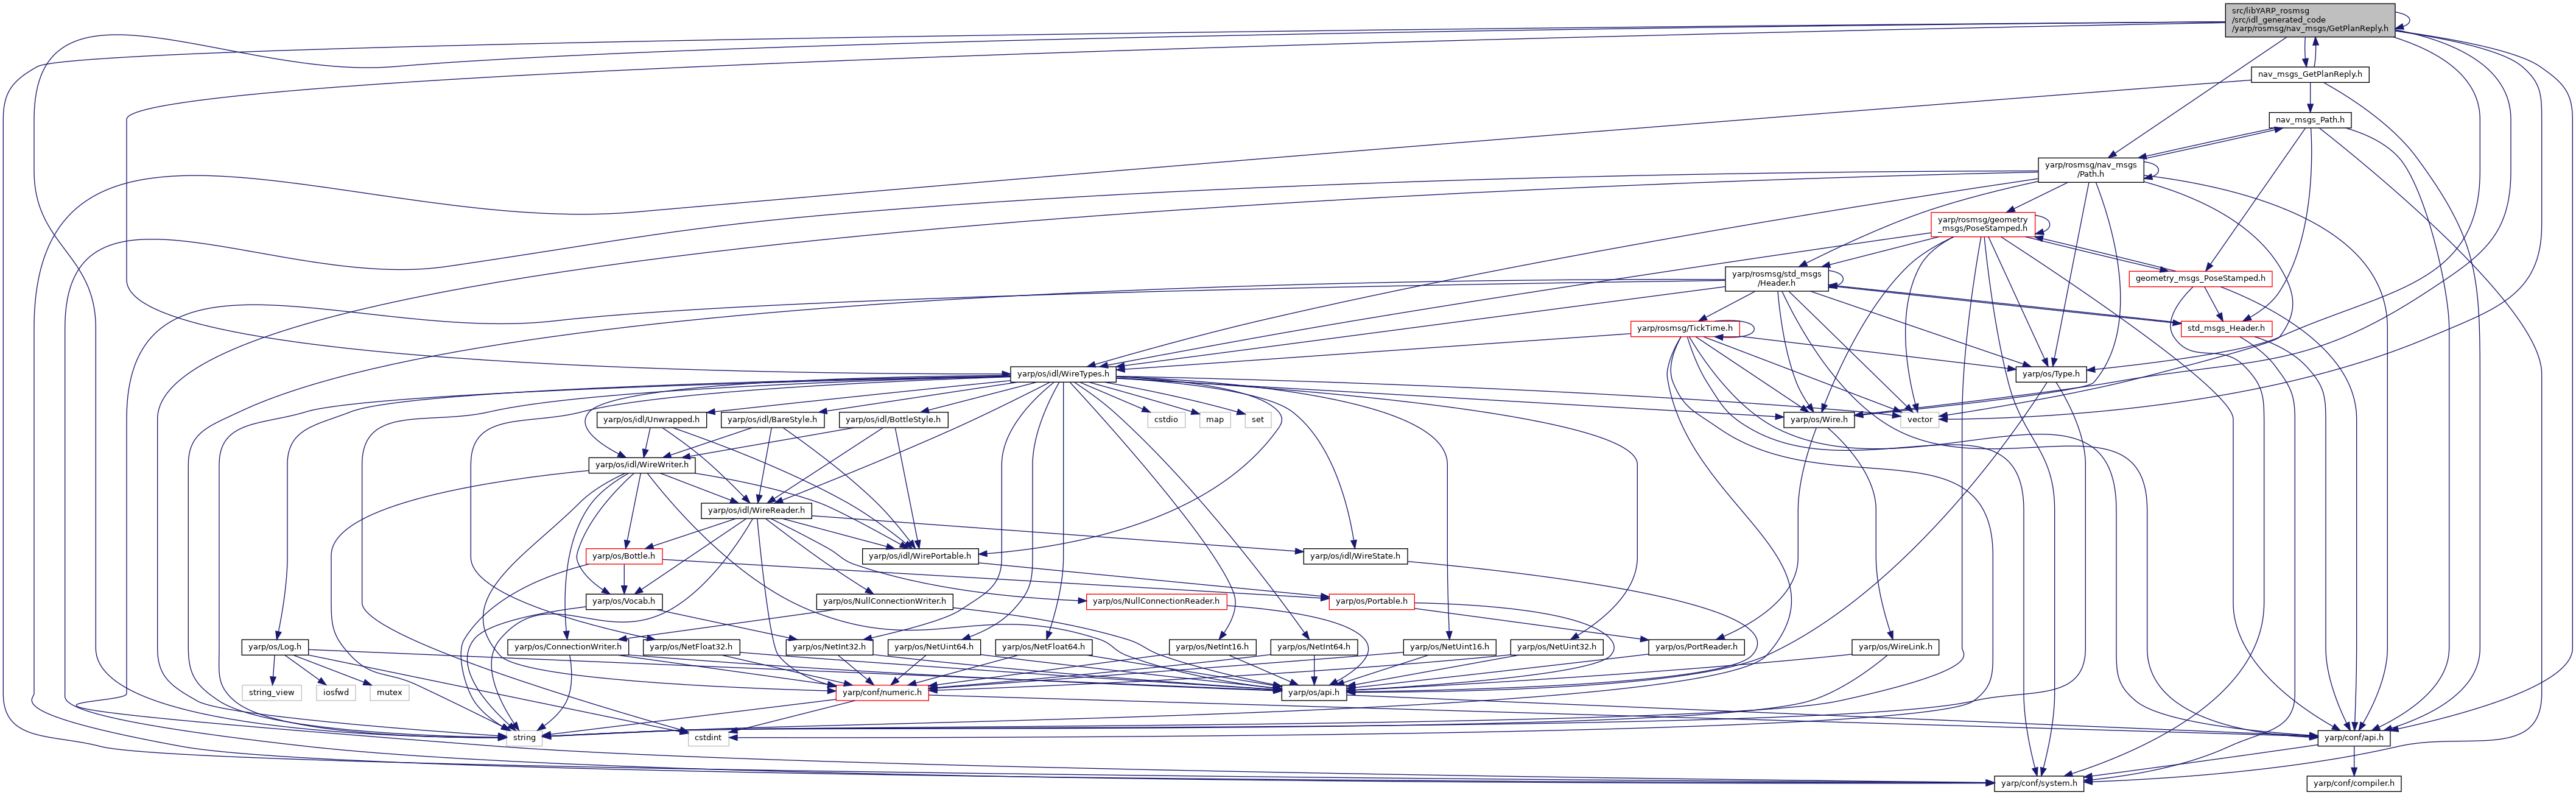 src/libYARP_rosmsg
/src/idl_generated_code
/yarp/rosmsg/nav_msgs/GetPlanReply.h
nav_msgs_GetPlanReply.h
nav_msgs_Path.h
yarp/rosmsg/nav_msgs
/Path.h
yarp/rosmsg/geometry
_msgs/PoseStamped.h
yarp/rosmsg/std_msgs
/Header.h
geometry_msgs_PoseStamped.h
yarp/rosmsg/TickTime.h
std_msgs_Header.h
yarp/os/idl/WireTypes.h
yarp/os/Type.h
yarp/os/idl/Unwrapped.h
yarp/os/idl/BareStyle.h
yarp/os/idl/BottleStyle.h
cstdio
map
set
yarp/os/Wire.h
vector
yarp/os/idl/WireWriter.h
yarp/os/idl/WireReader.h
yarp/os/Bottle.h
yarp/os/idl/WirePortable.h
yarp/os/idl/WireState.h
yarp/os/Vocab.h
yarp/os/NullConnectionWriter.h
yarp/os/NullConnectionReader.h
yarp/os/Portable.h
yarp/os/Log.h
yarp/os/ConnectionWriter.h
yarp/os/NetFloat32.h
yarp/os/NetInt32.h
yarp/os/NetUint64.h
yarp/os/NetFloat64.h
yarp/os/NetInt16.h
yarp/os/NetInt64.h
yarp/os/NetUint16.h
yarp/os/NetUint32.h
yarp/os/PortReader.h
yarp/os/WireLink.h
string_view
iosfwd
mutex
yarp/conf/numeric.h
yarp/os/api.h
string
cstdint
yarp/conf/api.h
yarp/conf/system.h
yarp/conf/compiler.h